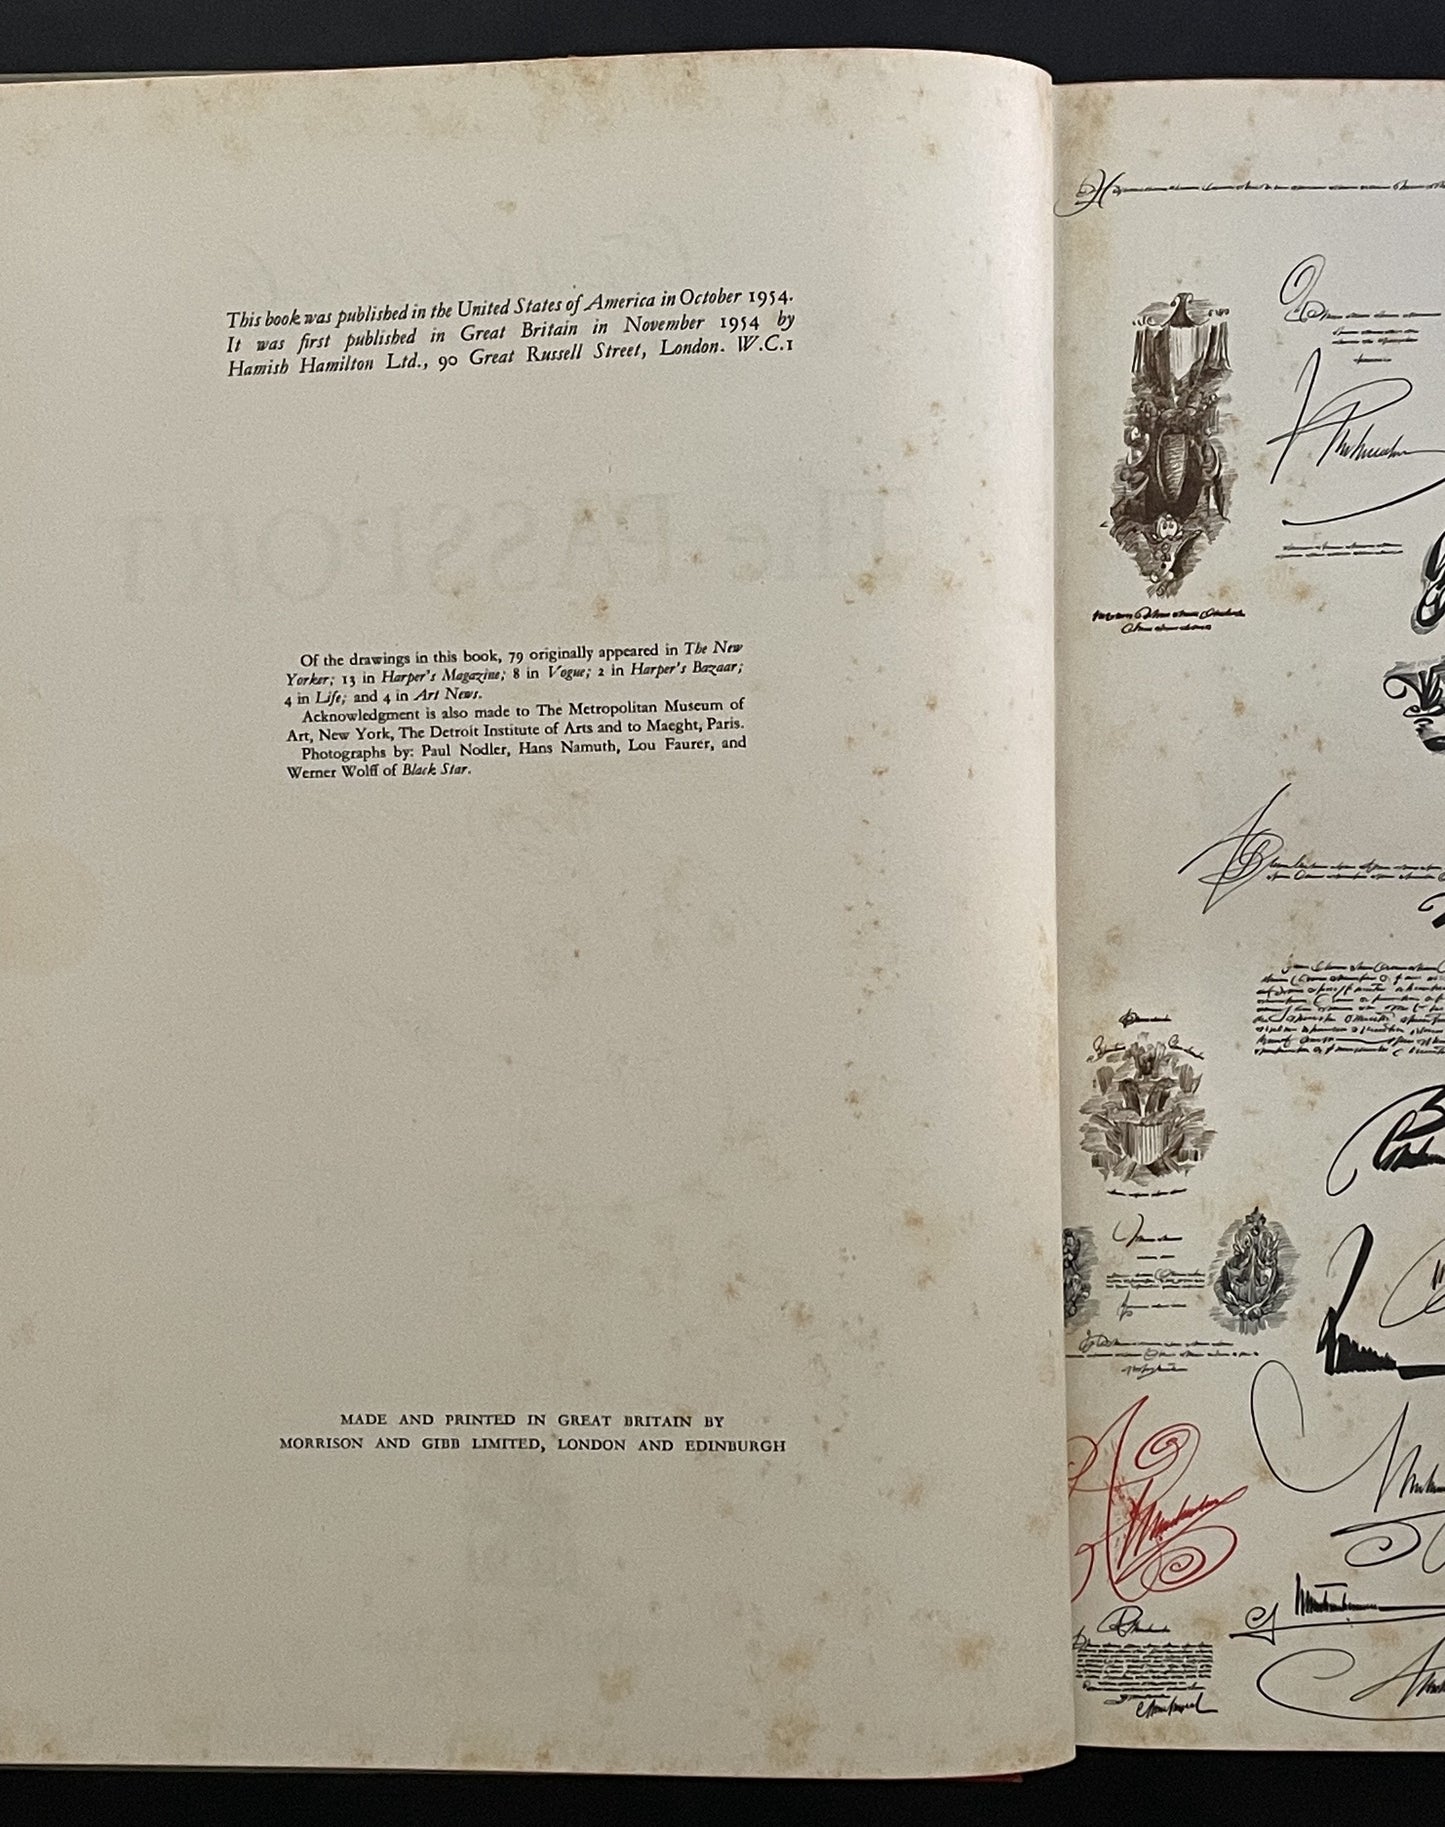 This book was published in the United States of America in October 1954.
It was first published in Great Britain in November 1954 by
Hamish Hamilton Ltd., 90 Great Russell Street, London. W.C.1
THE PASSPORT
Of the drawings in this book, 79 originally appeared in The New
Yorker; 13 in Harper's Magazine; 8 in Vogue; 2 in Harper's Bazaar;
4 in Life; and 4 in Art News.
Acknowledgment is also made to The Metropolitan Museum of
Art, New York, The Detroit Institute of Arts and to Maeght, Paris.
Photographs by: Paul Nodler, Hans Namuth, Lou Faurer, and
Werner Wolff of Black Star.
MADE AND PRINTED IN GREAT BRITAIN BY
MORRISON AND GIBB LIMITED, LONDON AND EDINBURGH